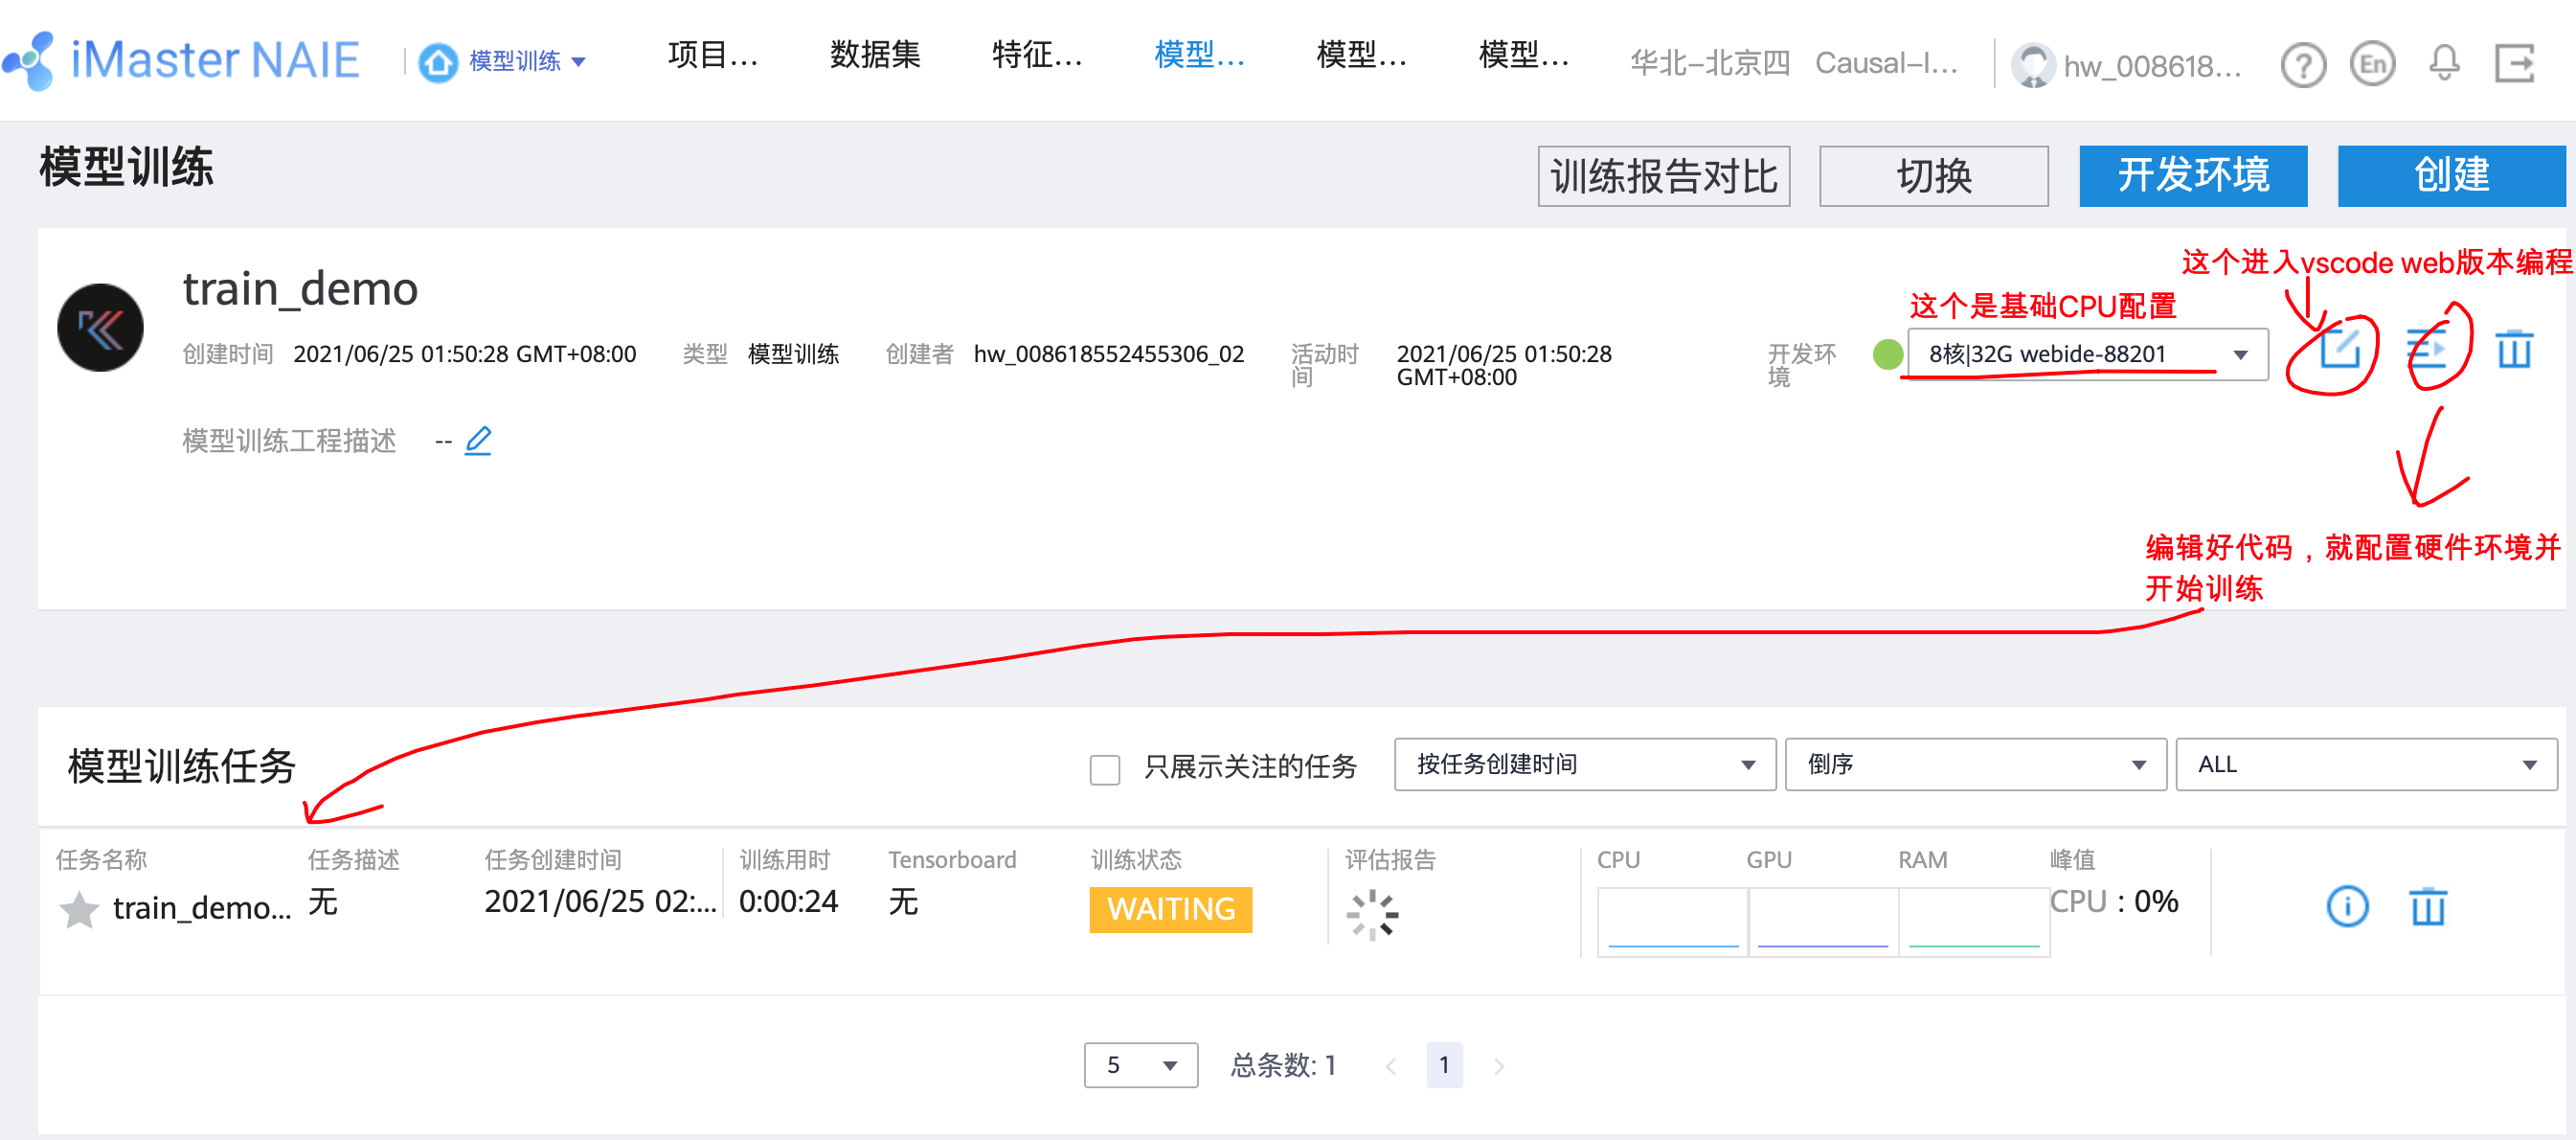 iMaster NAIE
模型训练
项目...
数据集
特征...
模型...
模型...
模型...
华北-北京四
Causal-I...
hw_008618...
?
En
模型训练
训练报告对比
切换
开发环境
创建
这个进入vscode web版本编程
train_demo
这个是基础CPU配置
创建时间 2021/06/25 01:50:28 GMT+08:00
类型 模型训练
创建者 hw_008618552455306_02
活动时间
2021/06/25 01:50:28
GMT+08:00
开发环境
8核|32G webide-88201
模型训练工程描述 --
编辑好代码，就配置硬件环境并
开始训练
模型训练任务
只展示关注的任务
按任务创建时间
倒序
ALL
任务名称 任务描述 任务创建时间 训练用时 Tensorboard 训练状态 评估报告 CPU GPU RAM 峰值
train_demo... 无 2021/06/25 02:... 0:00:24 无 WAITING CPU : 0%
5 总条数: 1 < 1 >